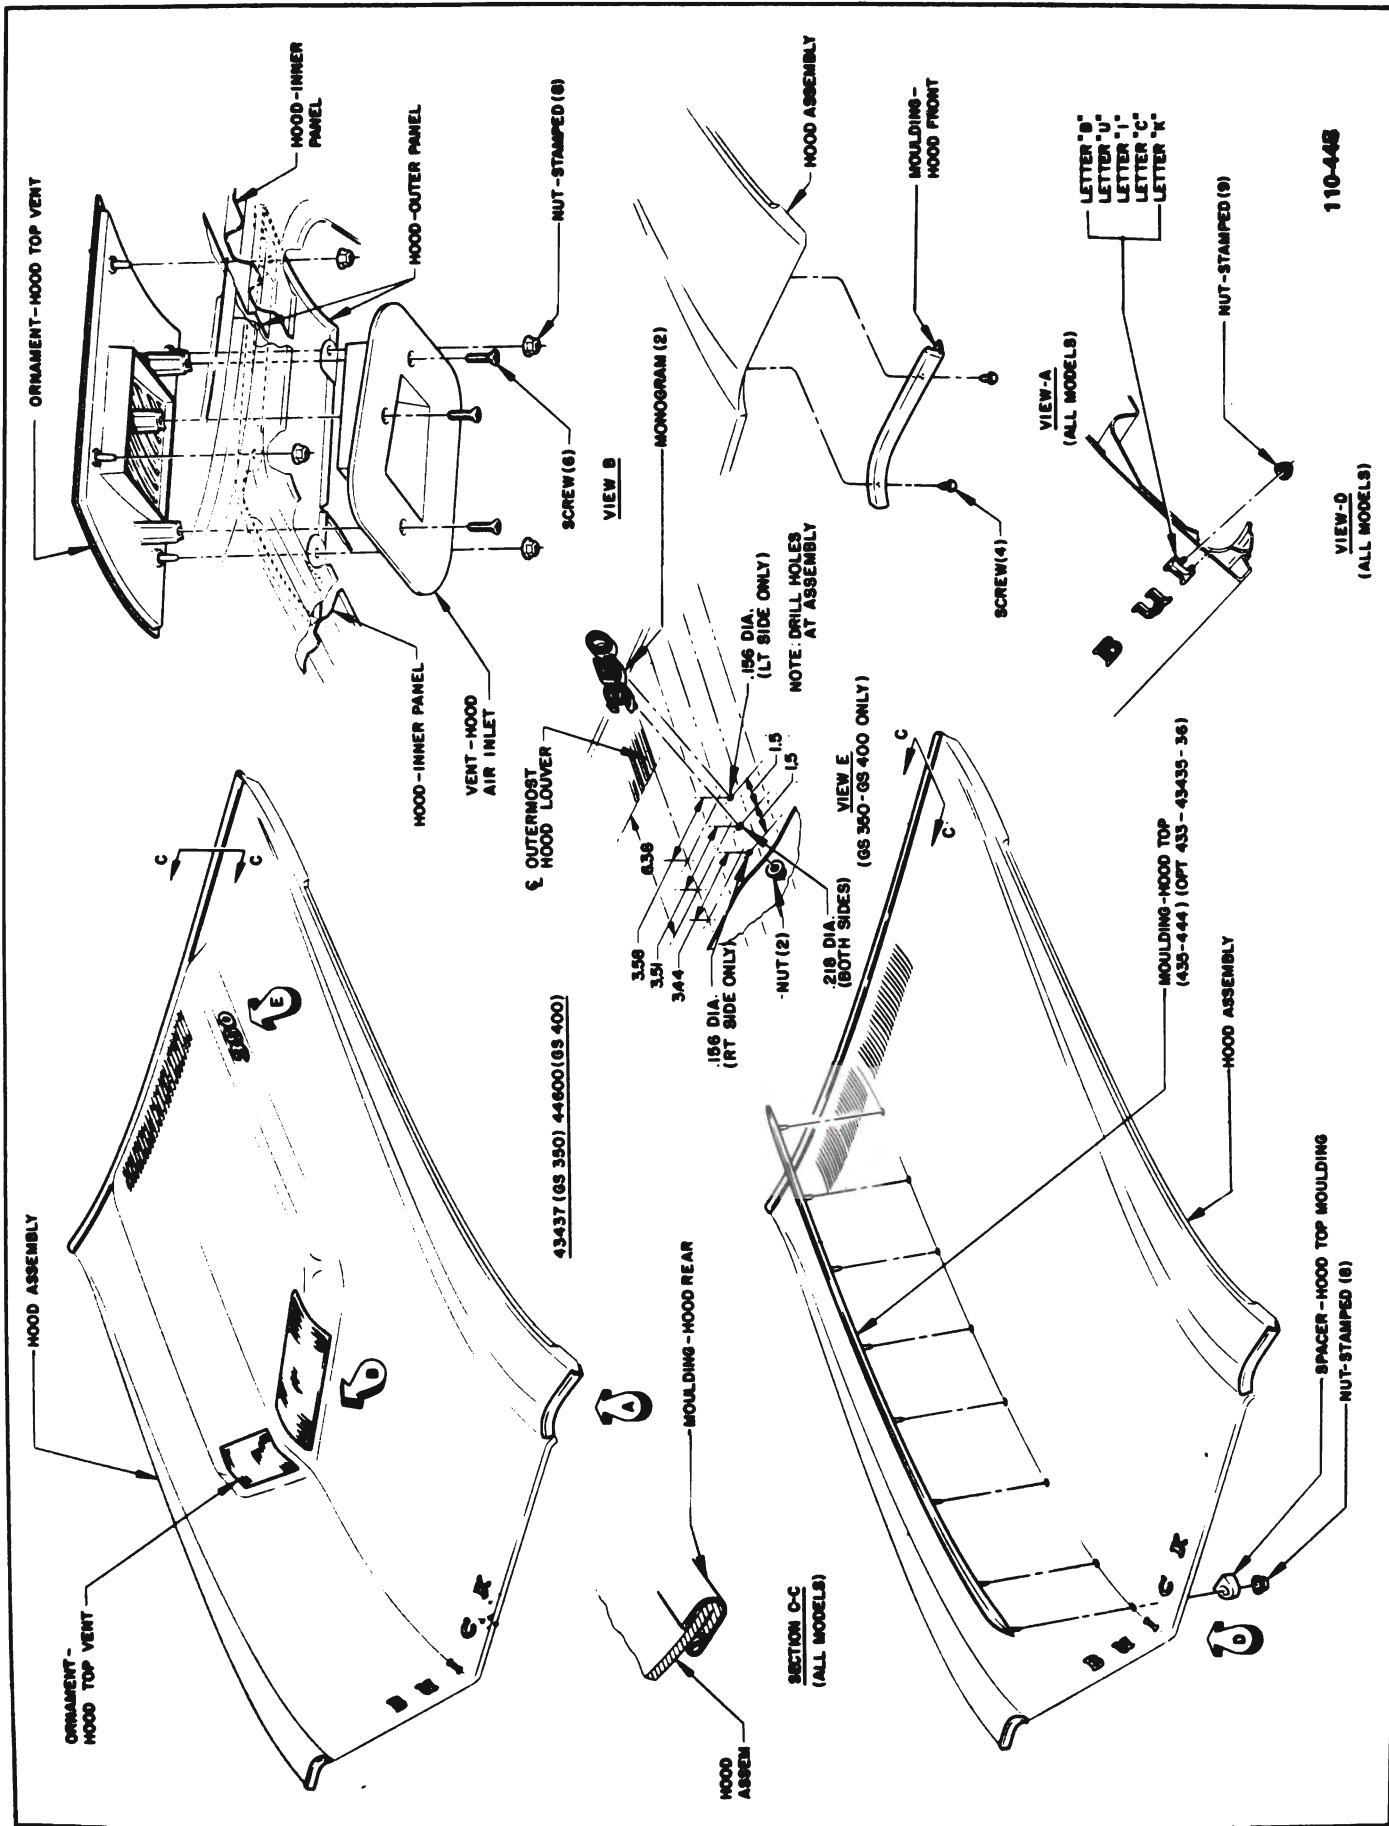 HOOD ASSEMBLY
ORNAMENT-
HOOD TOP VENT
C
C
E
B
A
350
B U I C K
43437 (GS 350) 44600 (GS 400)
ORNAMENT-HOOD TOP VENT
HOOD-INNER
PANEL
HOOD-OUTER PANEL
NUT-STAMPED (6)
SCREW (6)
VIEW B
HOOD-INNER PANEL
VENT-HOOD
AIR INLET
℄ OUTERMOST
HOOD LOUVER
MONOGRAM (2)
6.38
3.58
3.51
3.44
.156 DIA.
(LT SIDE ONLY)
NOTE: DRILL HOLES
AT ASSEMBLY
1.5
1.5
.156 DIA.
(RT SIDE ONLY)
NUT (2)
.218 DIA.
(BOTH SIDES)
VIEW E
(GS 350-GS 400 ONLY)
HOOD ASSEMBLY
MOULDING-
HOOD FRONT
SCREW (4)
VIEW-A
(ALL MODELS)
MOULDING-HOOD REAR
HOOD
ASSEM
SECTION C-C
(ALL MODELS)
C
C
MOULDING-HOOD TOP
(435-444) (OPT 433-43435-36)
HOOD ASSEMBLY
SPACER-HOOD TOP MOULDING
NUT-STAMPED (8)
D
B U I C K
LETTER "B"
LETTER "U"
LETTER "I"
LETTER "C"
LETTER "K"
NUT-STAMPED (9)
B U I
VIEW-D
(ALL MODELS)
110-448